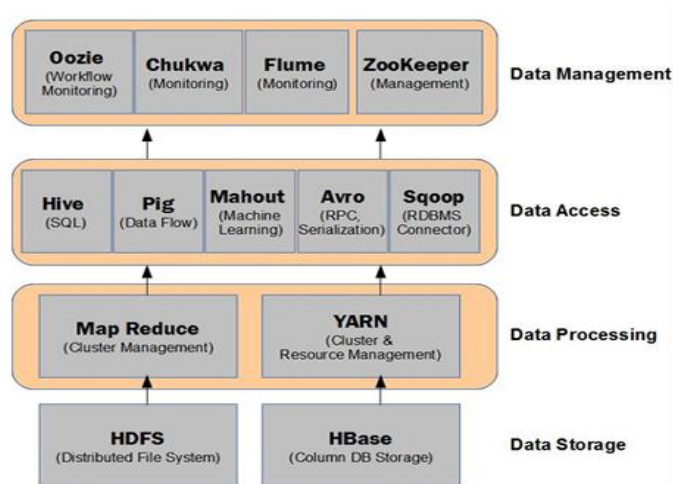 Oozie
(Workflow
Monitoring)
Chukwa
(Monitoring)
Flume
(Monitoring)
ZooKeeper
(Management)
Data Management
Hive
(SQL)
Pig
(Data Flow)
Mahout
(Machine
Learning)
Avro
(RPC,
Serialization)
Sqoop
(RDBMS
Connector)
Data Access
Map Reduce
(Cluster Management)
YARN
(Cluster &
Resource Management)
Data Processing
HDFS
(Distributed File System)
HBase
(Column DB Storage)
Data Storage